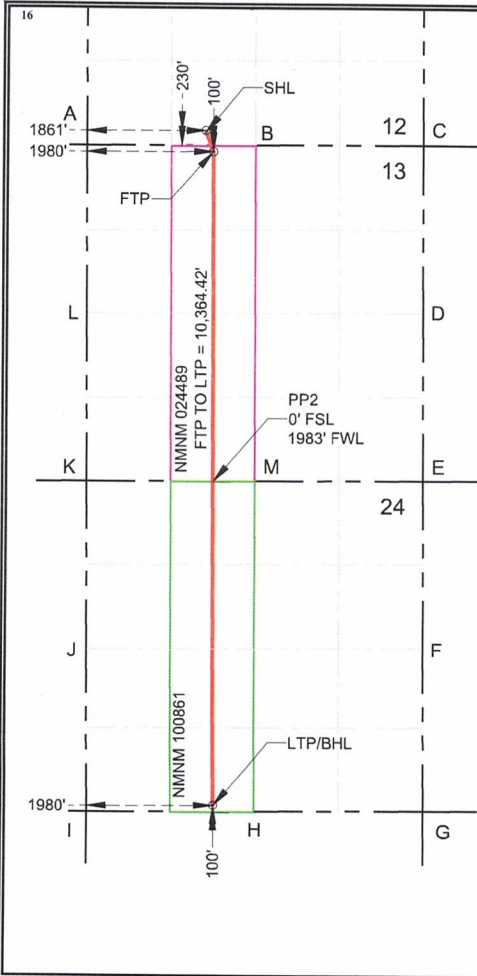 16
230'
100'
SHL
A
1861'
B
12
C
1980'
13
FTP
L
D
NMNM 024489
FTP TO LTP = 10,364.42'
PP2
0' FSL
1983' FWL
K
M
E
24
J
F
NMNM 100861
LTP/BHL
1980'
I
H
G
100'